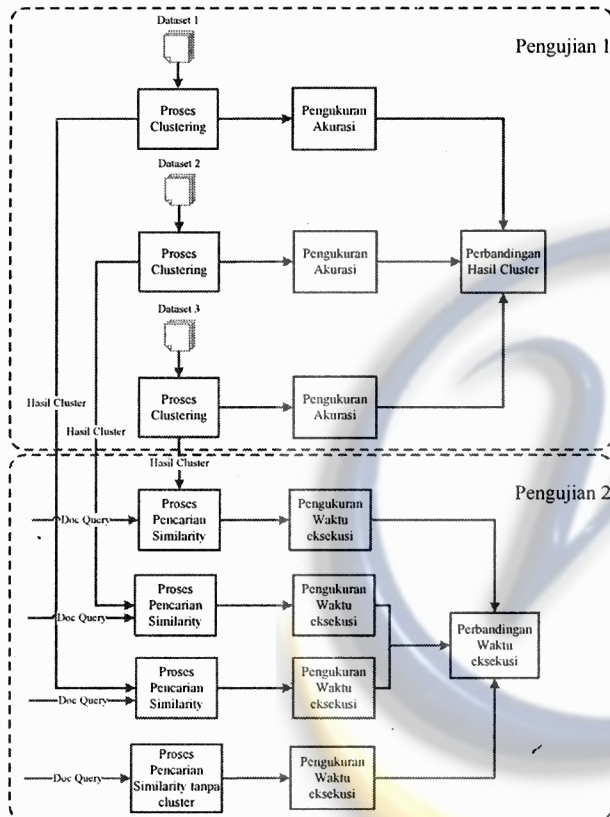 Dataset 1
Pengujian 1
Proses
Clustering
Pengukuran
Akurasi
Dataset 2
Proses
Clustering
Pengukuran
Akurasi
Perbandingan
Hasil Cluster
Dataset 3
Proses
Clustering
Pengukuran
Akurasi
Hasil Cluster
Hasil Cluster
Hasil Cluster
Pengujian 2
Doc Query
Proses
Pencarian
Similarity
Pengukuran
Waktu
eksekusi
Doc Query
Proses
Pencarian
Similarity
Pengukuran
Waktu
eksekusi
Perbandingan
Waktu
eksekusi
Doc Query
Proses
Pencarian
Similarity
Pengukuran
Waktu
eksekusi
Doc Query
Proses
Pencarian
Similarity tanpa
cluster
Pengukuran
Waktu
eksekusi